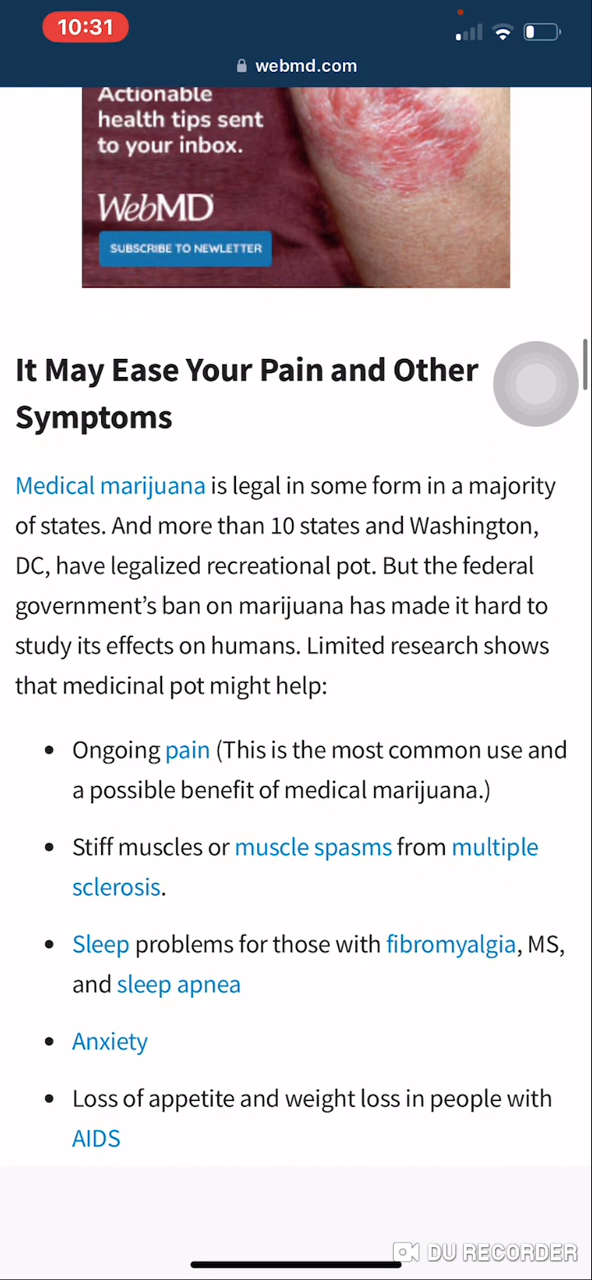 10:31
webmd.com
Actionable
health tips sent
to your inbox.
WebMD
SUBSCRIBE TO NEWLETTER
It May Ease Your Pain and Other
Symptoms
Medical marijuana is legal in some form in a majority
of states. And more than 10 states and Washington,
DC, have legalized recreational pot. But the federal
government’s ban on marijuana has made it hard to
study its effects on humans. Limited research shows
that medicinal pot might help:
• Ongoing pain (This is the most common use and
a possible benefit of medical marijuana.)
• Stiff muscles or muscle spasms from multiple
sclerosis.
• Sleep problems for those with fibromyalgia, MS,
and sleep apnea
• Anxiety
• Loss of appetite and weight loss in people with
AIDS
DU RECORDER